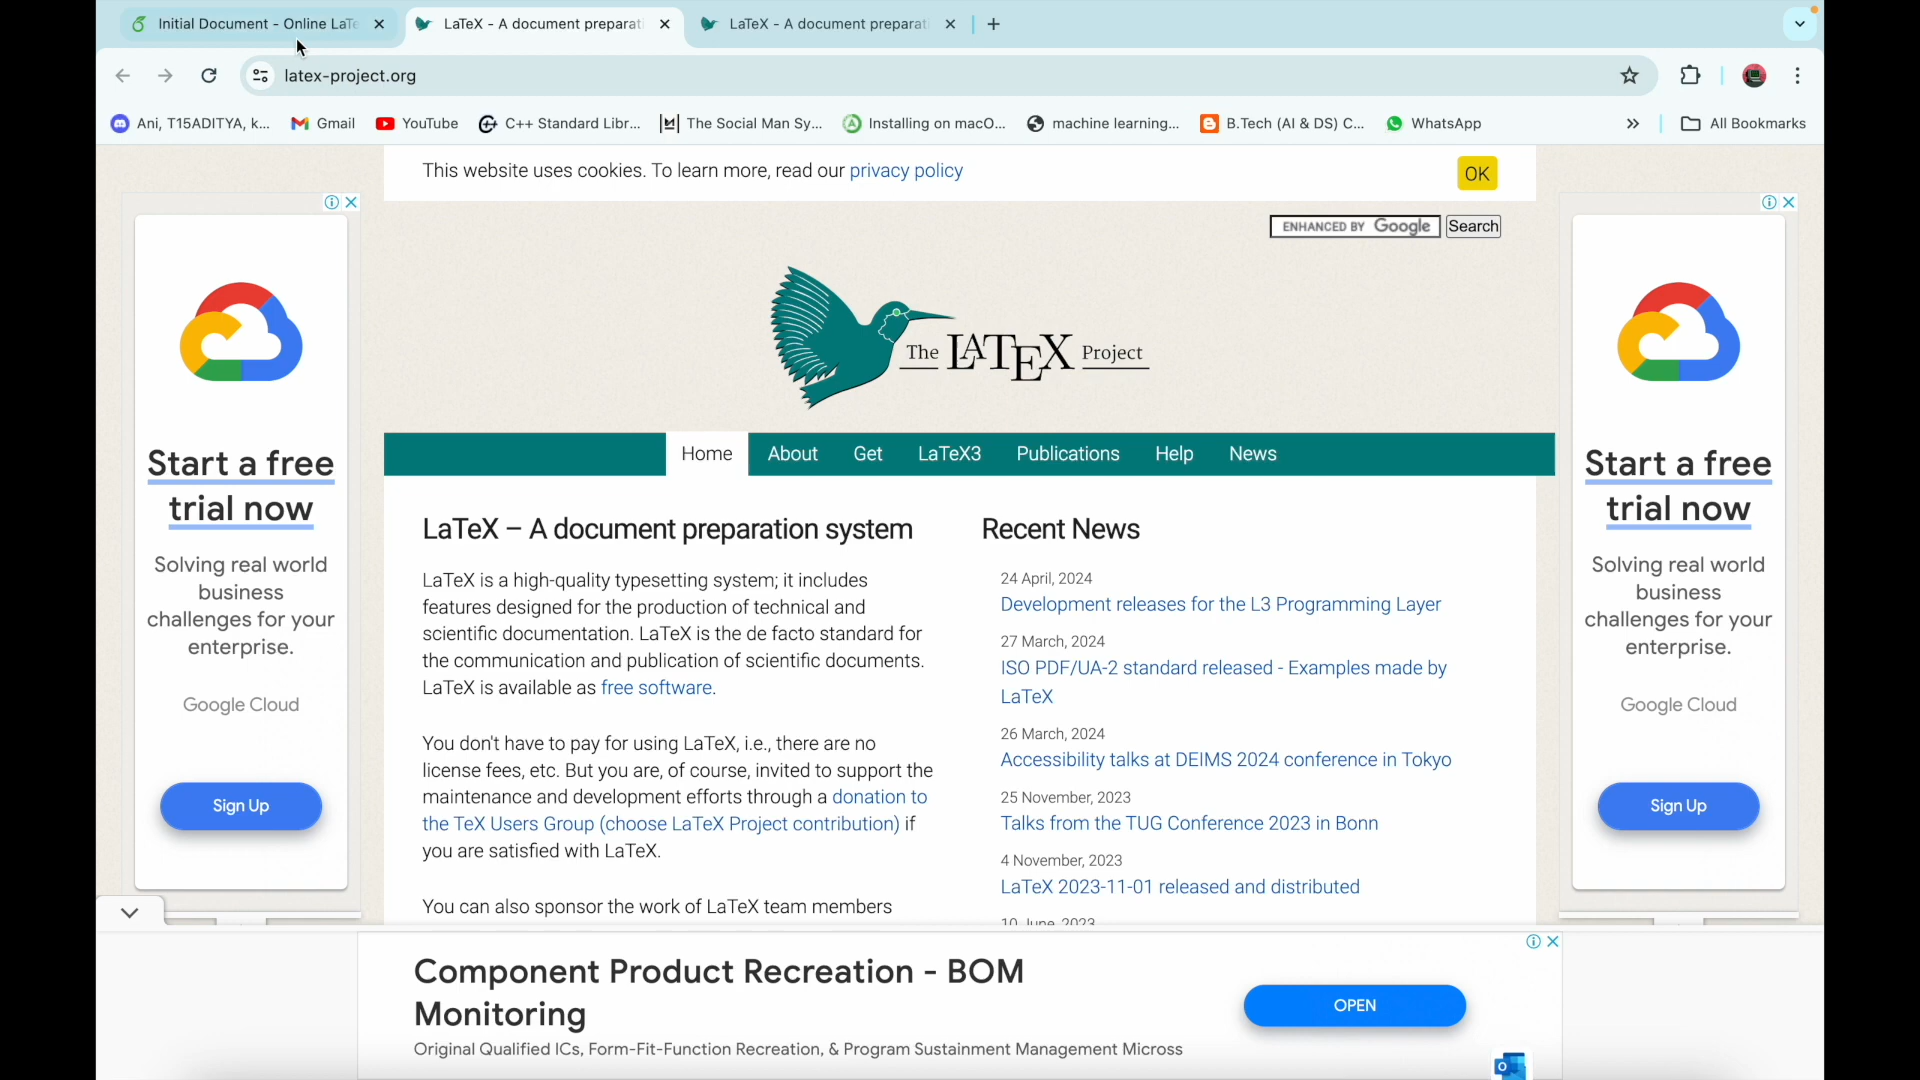 Initial Document - Online LaTe
LaTeX - A document preparati
LaTeX - A document preparat
latex-project.org
Ani, T15ADITYA, k...
Gmail
YouTube
C++ Standard Libr...
The Social Man Sy...
Installing on macO...
machine learning...
B.Tech (AI & DS) C...
WhatsApp
All Bookmarks
This website uses cookies. To learn more, read our privacy policy
OK
ENHANCED BY Google
Search
The LATEX Project
Home
About
Get
LaTeX3
Publications
Help
News
Start a free
trial now
Solving real world
business
challenges for your
enterprise.
Google Cloud
Sign Up
LaTeX – A document preparation system
LaTeX is a high-quality typesetting system; it includes
features designed for the production of technical and
scientific documentation. LaTeX is the de facto standard for
the communication and publication of scientific documents.
LaTeX is available as free software.
You don't have to pay for using LaTeX, i.e., there are no
license fees, etc. But you are, of course, invited to support the
maintenance and development efforts through a donation to
the TeX Users Group (choose LaTeX Project contribution) if
you are satisfied with LaTeX.
You can also sponsor the work of LaTeX team members
Recent News
24 April, 2024
Development releases for the L3 Programming Layer
27 March, 2024
ISO PDF/UA-2 standard released - Examples made by
LaTeX
26 March, 2024
Accessibility talks at DEIMS 2024 conference in Tokyo
25 November, 2023
Talks from the TUG Conference 2023 in Bonn
4 November, 2023
LaTeX 2023-11-01 released and distributed
10 June, 2023
Start a free
trial now
Solving real world
business
challenges for your
enterprise.
Google Cloud
Sign Up
Component Product Recreation - BOM
Monitoring
Original Qualified ICs, Form-Fit-Function Recreation, & Program Sustainment Management Micross
OPEN